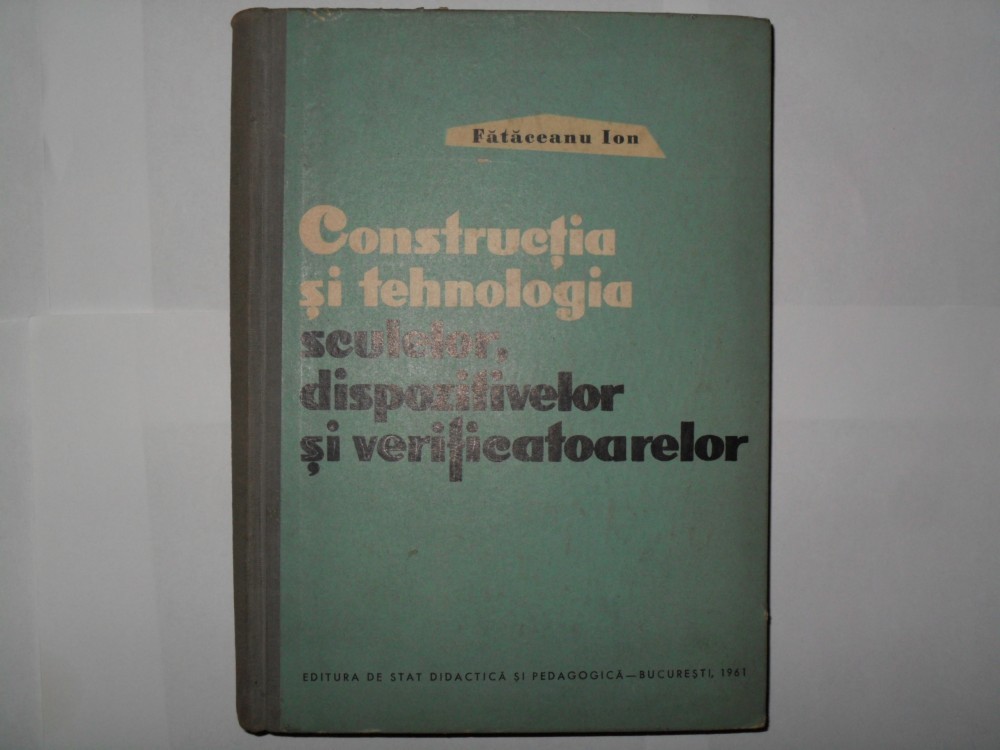 Fătăceanu Ion
Construcția
și tehnologia
sculelor,
dispozitivelor
și verificatoarelor
EDITURA DE STAT DIDACTICĂ ȘI PEDAGOGICĂ—BUCUREȘTI, 1961